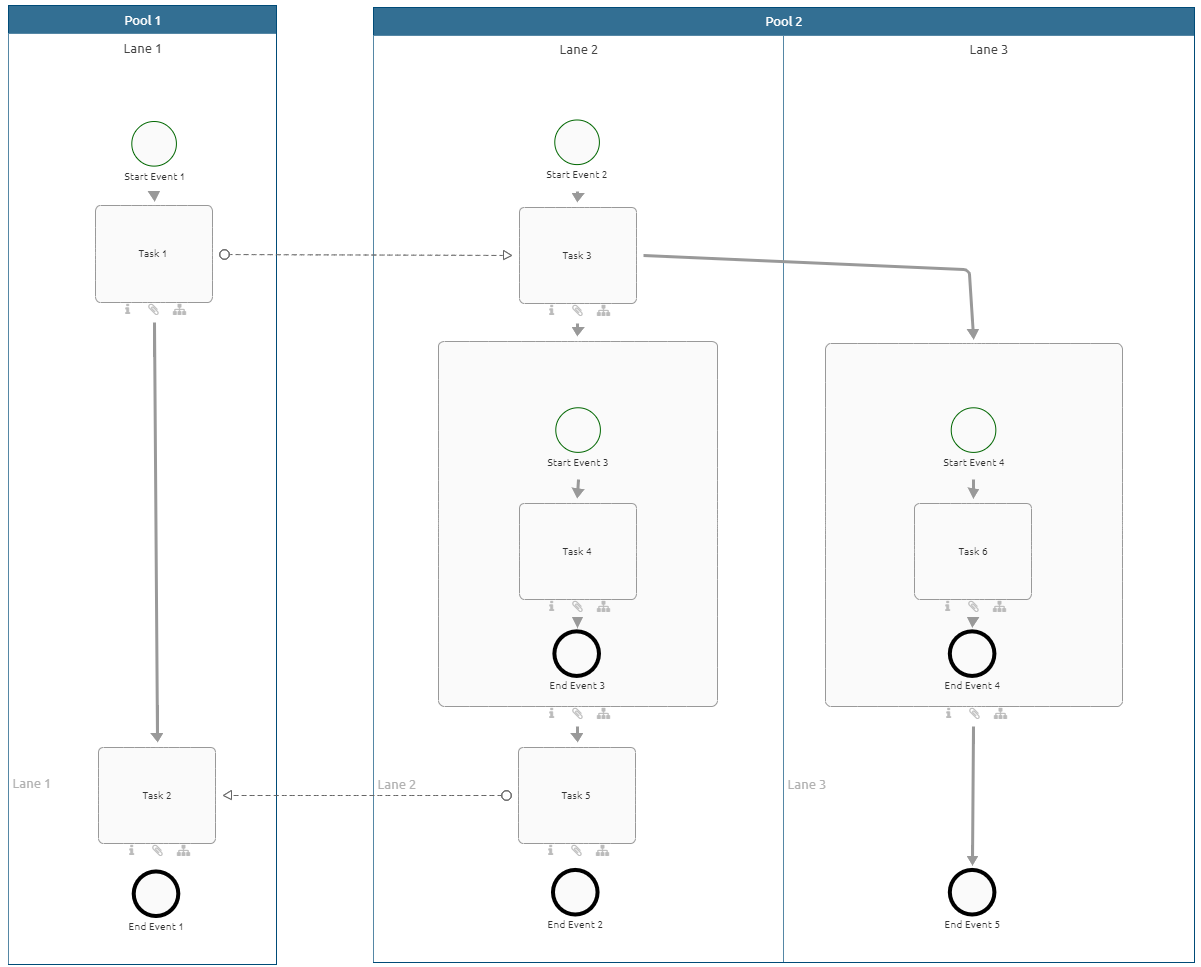 Pool 1
Pool 2
Lane 1
Lane 2
Lane 3
Start Event 1
Start Event 2
Task 1
Task 3
Start Event 3
Start Event 4
Task 4
Task 6
End Event 3
End Event 4
Lane 1
Lane 2
Lane 3
Task 2
Task 5
End Event 1
End Event 2
End Event 5